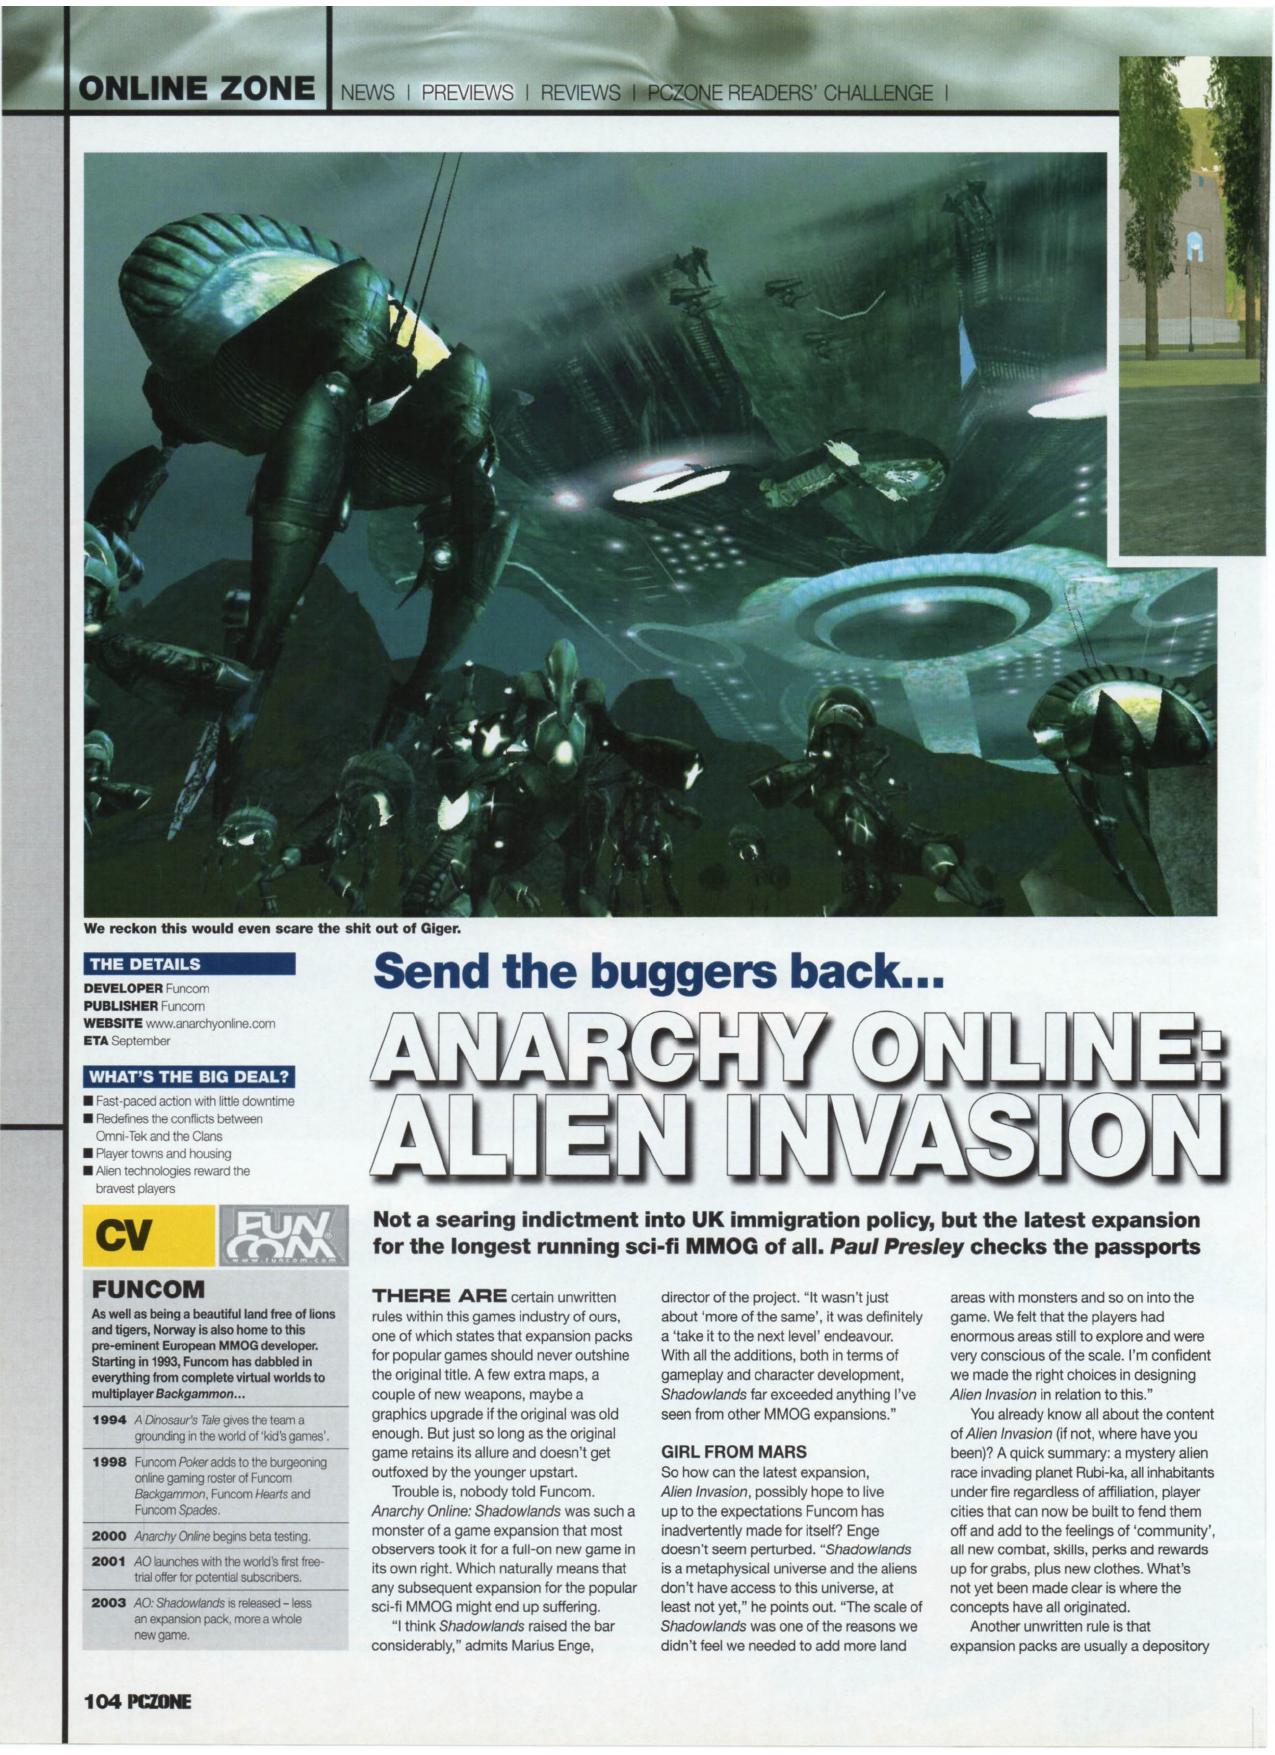 ONLINE ZONE
NEWS | PREVIEWS | REVIEWS | PCZONE READERS' CHALLENGE |
We reckon this would even scare the shit out of Giger.
THE DETAILS
DEVELOPER Funcom
PUBLISHER Funcom
WEBSITE www.anarchyonline.com
ETA September
WHAT'S THE BIG DEAL?
■ Fast-paced action with little downtime
■ Redefines the conflicts between
Omni-Tek and the Clans
■ Player towns and housing
■ Alien technologies reward the
bravest players
CV
FUNCOM®
www.funcom.com
FUNCOM
As well as being a beautiful land free of lions
and tigers, Norway is also home to this
pre-eminent European MMOG developer.
Starting in 1993, Funcom has dabbled in
everything from complete virtual worlds to
multiplayer Backgammon...
1994 A Dinosaur's Tale gives the team a
grounding in the world of 'kid's games'.
1998 Funcom Poker adds to the burgeoning
online gaming roster of Funcom
Backgammon, Funcom Hearts and
Funcom Spades.
2000 Anarchy Online begins beta testing.
2001 AO launches with the world's first free-
trial offer for potential subscribers.
2003 AO: Shadowlands is released – less
an expansion pack, more a whole
new game.
Send the buggers back...
ANARCHY ONLINE:
ALIEN INVASION
Not a searing indictment into UK immigration policy, but the latest expansion
for the longest running sci-fi MMOG of all. Paul Presley checks the passports
THERE ARE certain unwritten
rules within this games industry of ours,
one of which states that expansion packs
for popular games should never outshine
the original title. A few extra maps, a
couple of new weapons, maybe a
graphics upgrade if the original was old
enough. But just so long as the original
game retains its allure and doesn't get
outfoxed by the younger upstart.
Trouble is, nobody told Funcom.
Anarchy Online: Shadowlands was such a
monster of a game expansion that most
observers took it for a full-on new game in
its own right. Which naturally means that
any subsequent expansion for the popular
sci-fi MMOG might end up suffering.
"I think Shadowlands raised the bar
considerably," admits Marius Enge,
director of the project. "It wasn't just
about 'more of the same', it was definitely
a 'take it to the next level' endeavour.
With all the additions, both in terms of
gameplay and character development,
Shadowlands far exceeded anything I've
seen from other MMOG expansions."
GIRL FROM MARS
So how can the latest expansion,
Alien Invasion, possibly hope to live
up to the expectations Funcom has
inadvertently made for itself? Enge
doesn't seem perturbed. "Shadowlands
is a metaphysical universe and the aliens
don't have access to this universe, at
least not yet," he points out. "The scale of
Shadowlands was one of the reasons we
didn't feel we needed to add more land
areas with monsters and so on into the
game. We felt that the players had
enormous areas still to explore and were
very conscious of the scale. I'm confident
we made the right choices in designing
Alien Invasion in relation to this."
You already know all about the content
of Alien Invasion (if not, where have you
been)? A quick summary: a mystery alien
race invading planet Rubi-ka, all inhabitants
under fire regardless of affiliation, player
cities that can now be built to fend them
off and add to the feelings of 'community',
all new combat, skills, perks and rewards
up for grabs, plus new clothes. What's
not yet been made clear is where the
concepts have all originated.
Another unwritten rule is that
expansion packs are usually a depository
104 PCZONE